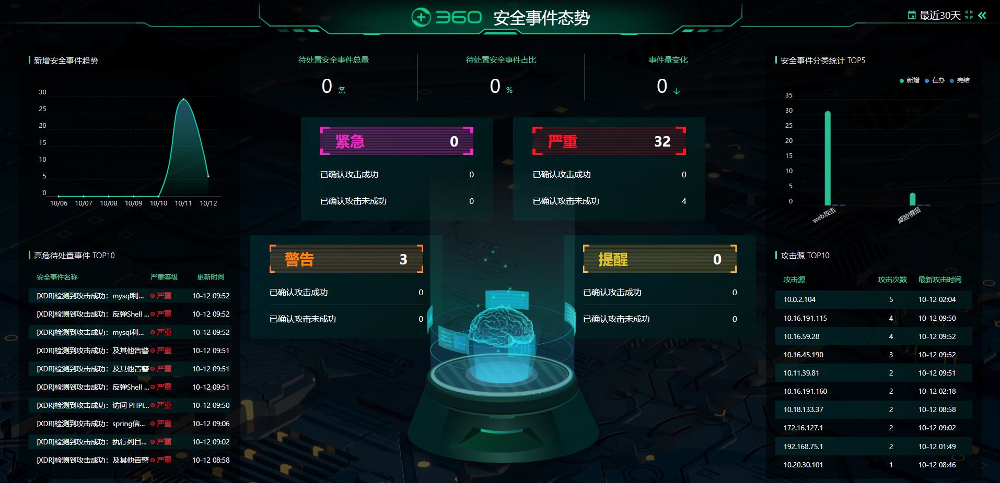 360 安全事件态势
最近30天
新增安全事件趋势
30
25
20
15
10
5
0
10/06 10/07 10/08 10/09 10/10 10/11 10/12
待处置安全事件总量
0 条
待处置安全事件占比
0 %
事件量变化
0 ↓
紧急 0
已确认攻击成功 0
已确认攻击未成功 0
严重 32
已确认攻击成功 0
已确认攻击未成功 4
警告 3
已确认攻击成功 0
已确认攻击未成功 0
提醒 0
已确认攻击成功 0
已确认攻击未成功 0
安全事件分类统计 TOP5
新增 在办 完结
35
30
25
20
15
10
5
0
web攻击 威胁情报
高危待处置事件 TOP10
安全事件名称 严重等级 更新时间
[XDR]检测到攻击成功：mysql利... 严重 10-12 09:52
[XDR]检测到攻击成功：反弹Shell ... 严重 10-12 09:52
[XDR]检测到攻击成功：mysql利... 严重 10-12 09:52
[XDR]检测到攻击成功：及其他告警 严重 10-12 09:51
[XDR]检测到攻击成功：及其他告警 严重 10-12 09:51
[XDR]检测到攻击成功：反弹Shell ... 严重 10-12 09:51
[XDR]检测到攻击成功：访问 PHPI... 严重 10-12 09:50
[XDR]检测到攻击成功：spring信... 严重 10-12 09:06
[XDR]检测到攻击成功：执行列目... 严重 10-12 09:02
[XDR]检测到攻击成功：及其他告警 严重 10-12 08:58
攻击源 TOP10
攻击源 攻击次数 最新攻击时间
10.0.2.104 5 10-12 02:04
10.16.191.115 4 10-12 09:50
10.16.59.28 4 10-12 09:52
10.16.45.190 3 10-12 09:52
10.11.39.81 2 10-12 09:51
10.16.191.160 2 10-12 02:18
10.18.133.37 2 10-12 08:58
172.16.127.1 2 10-12 09:02
192.168.75.1 2 10-12 01:49
10.20.30.101 1 10-12 08:46